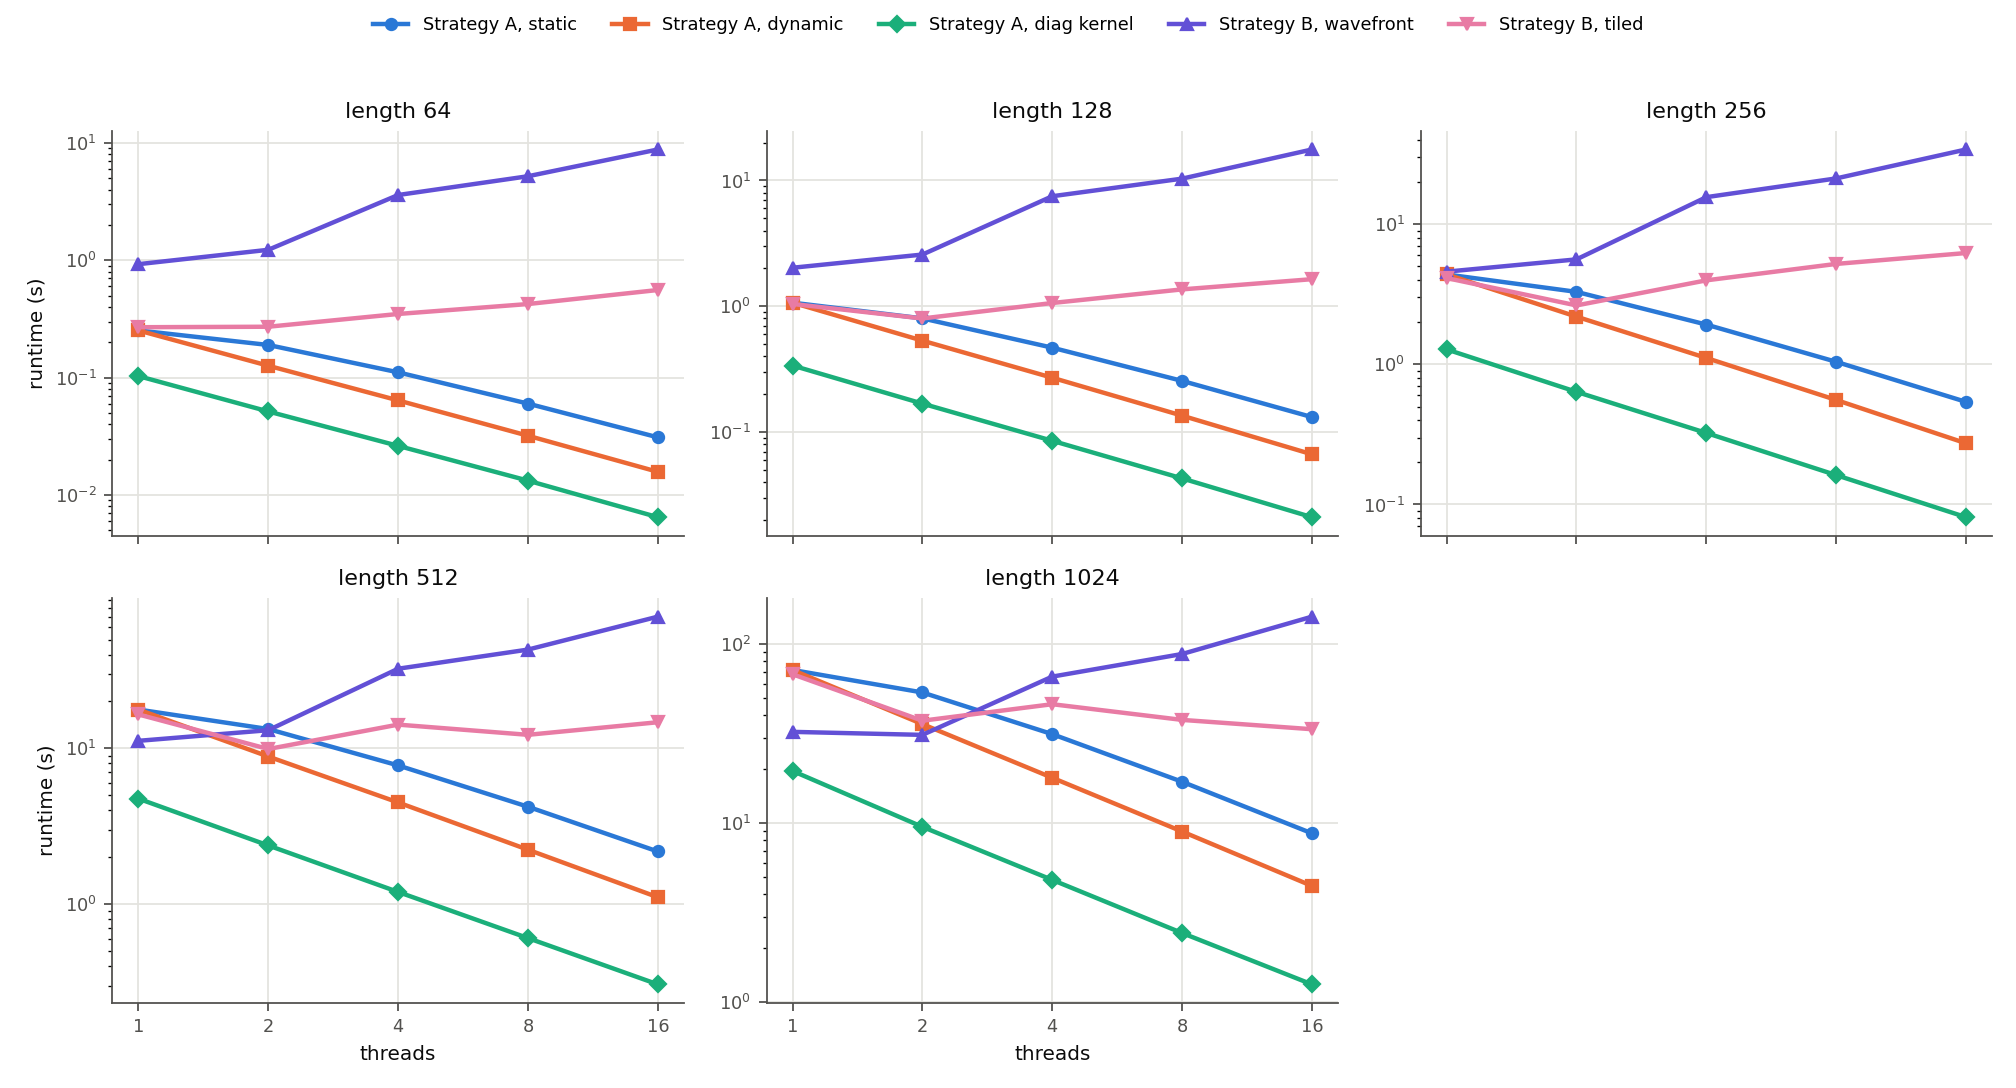 Strategy A, static Strategy A, dynamic Strategy A, diag kernel Strategy B, wavefront Strategy B, tiled
length 64
10¹
10⁰
10⁻¹
10⁻²
runtime (s)
length 128
10¹
10⁰
10⁻¹
length 256
10¹
10⁰
10⁻¹
length 512
10¹
10⁰
runtime (s)
1 2 4 8 16
threads
length 1024
10²
10¹
10⁰
1 2 4 8 16
threads